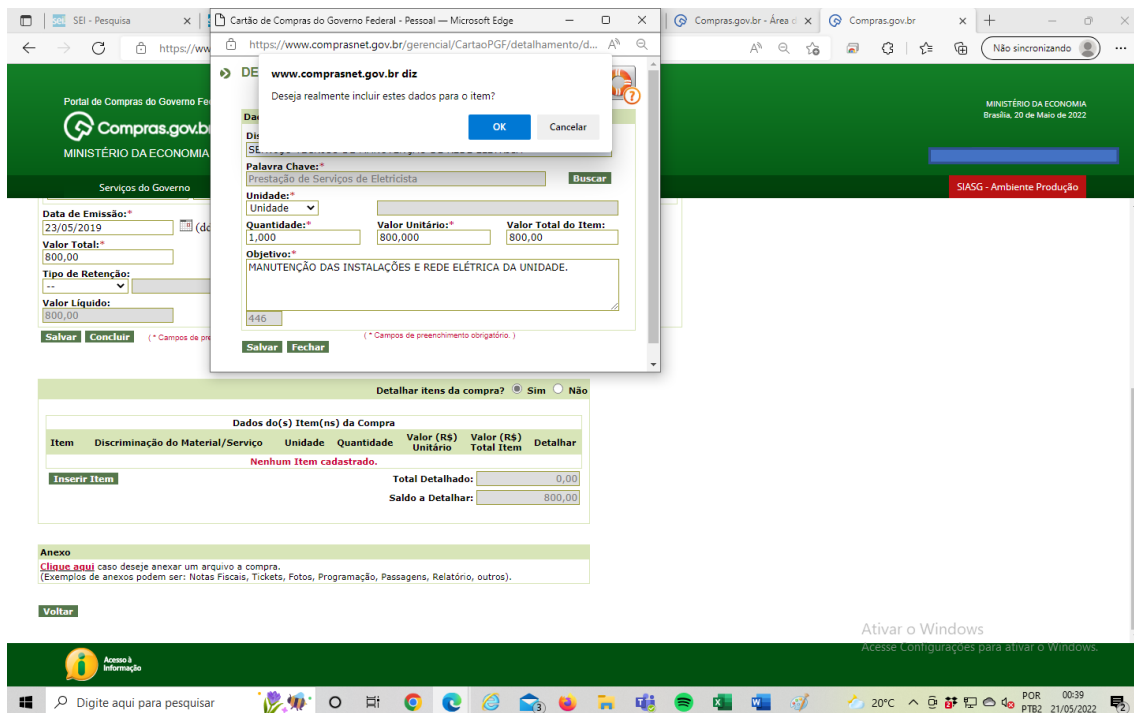 SEI - Pesquisa
Cartão de Compras do Governo Federal - Pessoal — Microsoft Edge
Compras.gov.br - Área d
Compras.gov.br
https://ww
https://www.comprasnet.gov.br/gerencial/CartaoPGF/detalhamento/d...
Não sincronizando
Portal de Compras do Governo Fe
Compras.gov.b
MINISTÉRIO DA ECONOMIA
MINISTÉRIO DA ECONOMIA
Brasília, 20 de Maio de 2022
Serviços do Governo
SIASG - Ambiente Produção
DE
www.comprasnet.gov.br diz
Deseja realmente incluir estes dados para o item?
OK Cancelar
Palavra Chave:*
Prestação de Serviços de Eletricista Buscar
Unidade:*
Unidade
Quantidade:* Valor Unitário:* Valor Total do Item:
1,000 800,000 800,00
Objetivo:*
MANUTENÇÃO DAS INSTALAÇÕES E REDE ELÉTRICA DA UNIDADE.
446
( * Campos de preenchimento obrigatório. )
Salvar Fechar
Data de Emissão:*
23/05/2019 (dd
Valor Total:*
800,00
Tipo de Retenção:
--
Valor Líquido:
800,00
Salvar Concluir ( * Campos de pre
Detalhar itens da compra? Sim Não
Dados do(s) Item(ns) da Compra
Item Discriminação do Material/Serviço Unidade Quantidade Valor (R$) Unitário Valor (R$) Total Item Detalhar
Nenhum Item cadastrado.
Inserir Item Total Detalhado: 0,00
Saldo a Detalhar: 800,00
Anexo
Clique aqui caso deseje anexar um arquivo a compra.
(Exemplos de anexos podem ser: Notas Fiscais, Tickets, Fotos, Programação, Passagens, Relatório, outros).
Voltar
Ativar o Windows
Acesse Configurações para ativar o Windows.
Acesso à
Informação
Digite aqui para pesquisar
20°C
POR 00:39
PTB2 21/05/2022